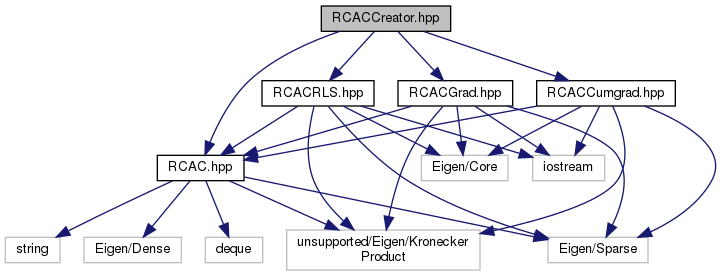 RCACCreator.hpp
RCACRLS.hpp
RCACGrad.hpp
RCACCumgrad.hpp
RCAC.hpp
Eigen/Core
iostream
string
Eigen/Dense
deque
unsupported/Eigen/Kronecker
Product
Eigen/Sparse